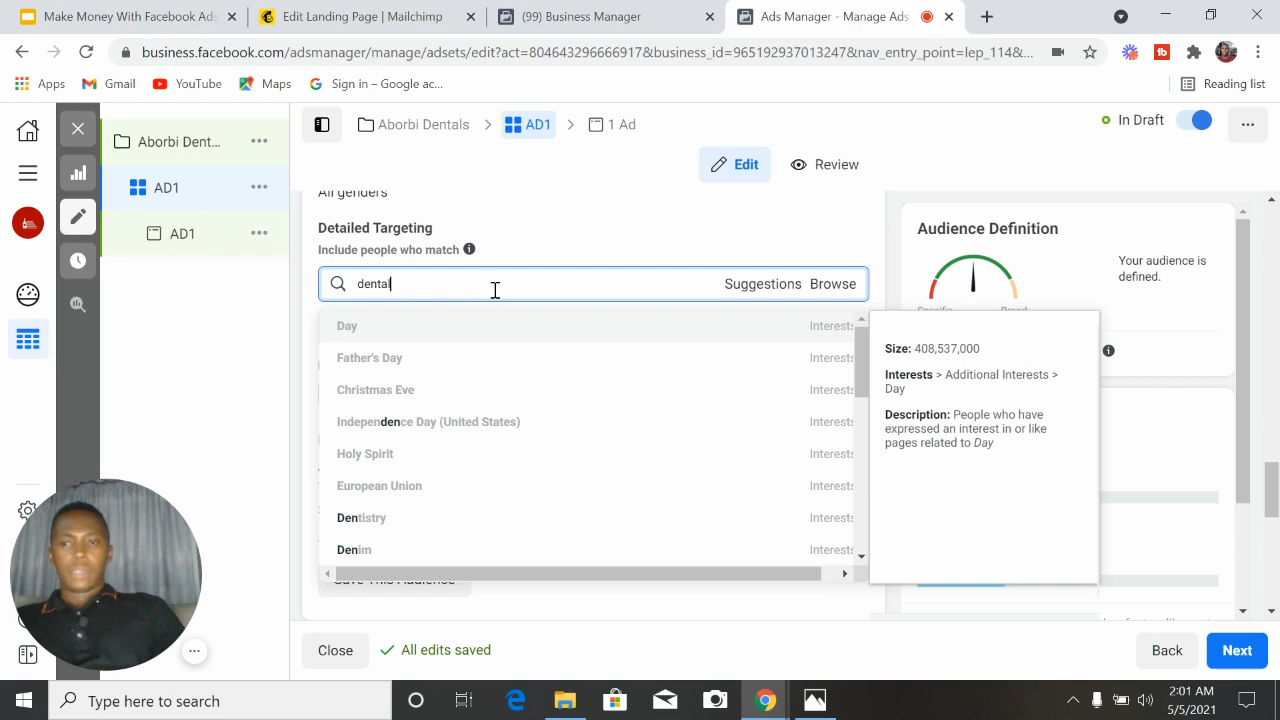 Make Money With Facebook Ads
Edit Landing Page | Mailchimp
(99) Business Manager
Ads Manager - Manage Ads
business.facebook.com/adsmanager/manage/adsets/edit?act=804643296666917&business_id=965192937013247&nav_entry_point=lep_114&...
Apps
Gmail
YouTube
Maps
Sign in – Google ac...
Reading list
Aborbi Dentals
AD1
1 Ad
In Draft
Aborbi Dent...
AD1
AD1
Edit
Review
All genders
Detailed Targeting
Include people who match
dental
Suggestions
Browse
Day
Interests
Father's Day
Interests
Christmas Eve
Interests
Independence Day (United States)
Interests
Holy Spirit
Interests
European Union
Interests
Dentistry
Interests
Denim
Interests
Save This Audience
Size: 408,537,000
Interests > Additional Interests >
Day
Description: People who have
expressed an interest in or like
pages related to Day
Audience Definition
Your audience is
defined.
Close
All edits saved
Back
Next
Type here to search
2:01 AM
5/5/2021